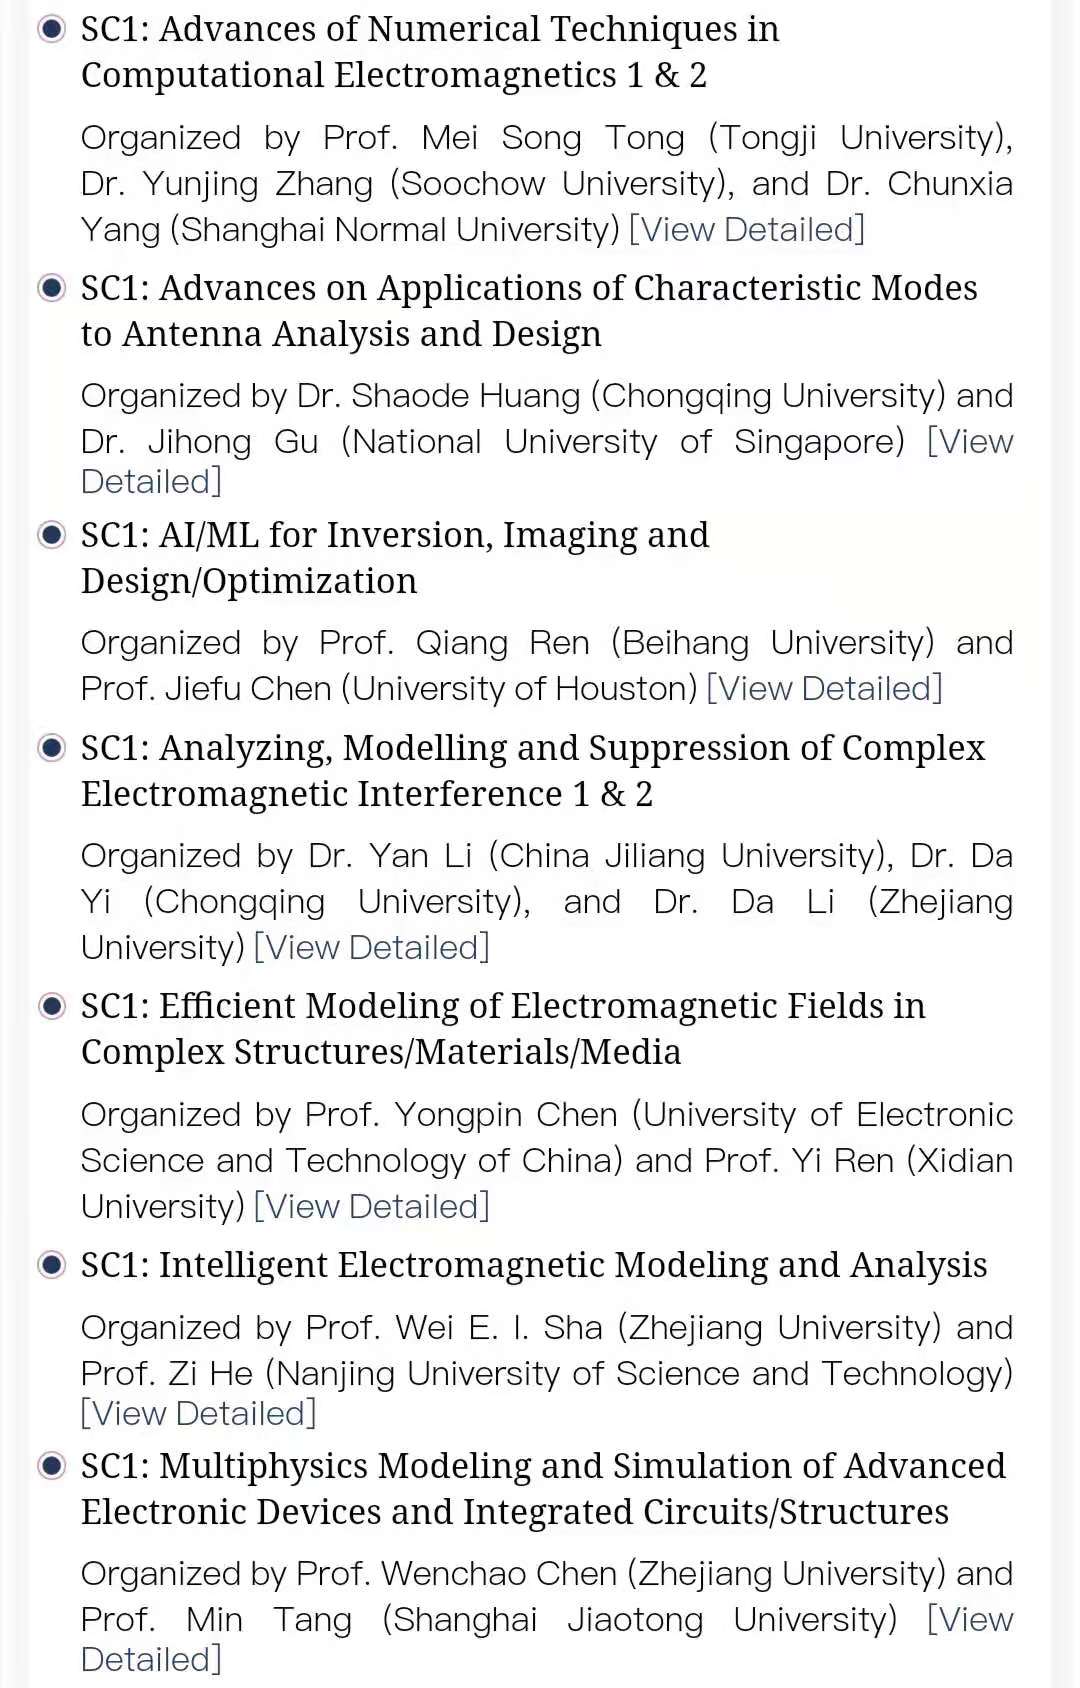 SC1: Advances of Numerical Techniques in
Computational Electromagnetics 1 & 2
Organized by Prof. Mei Song Tong (Tongji University),
Dr. Yunjing Zhang (Soochow University), and Dr. Chunxia
Yang (Shanghai Normal University) [View Detailed]
SC1: Advances on Applications of Characteristic Modes
to Antenna Analysis and Design
Organized by Dr. Shaode Huang (Chongqing University) and
Dr. Jihong Gu (National University of Singapore) [View
Detailed]
SC1: AI/ML for Inversion, Imaging and
Design/Optimization
Organized by Prof. Qiang Ren (Beihang University) and
Prof. Jiefu Chen (University of Houston) [View Detailed]
SC1: Analyzing, Modelling and Suppression of Complex
Electromagnetic Interference 1 & 2
Organized by Dr. Yan Li (China Jiliang University), Dr. Da
Yi (Chongqing University), and Dr. Da Li (Zhejiang
University) [View Detailed]
SC1: Efficient Modeling of Electromagnetic Fields in
Complex Structures/Materials/Media
Organized by Prof. Yongpin Chen (University of Electronic
Science and Technology of China) and Prof. Yi Ren (Xidian
University) [View Detailed]
SC1: Intelligent Electromagnetic Modeling and Analysis
Organized by Prof. Wei E. I. Sha (Zhejiang University) and
Prof. Zi He (Nanjing University of Science and Technology)
[View Detailed]
SC1: Multiphysics Modeling and Simulation of Advanced
Electronic Devices and Integrated Circuits/Structures
Organized by Prof. Wenchao Chen (Zhejiang University) and
Prof. Min Tang (Shanghai Jiaotong University) [View
Detailed]